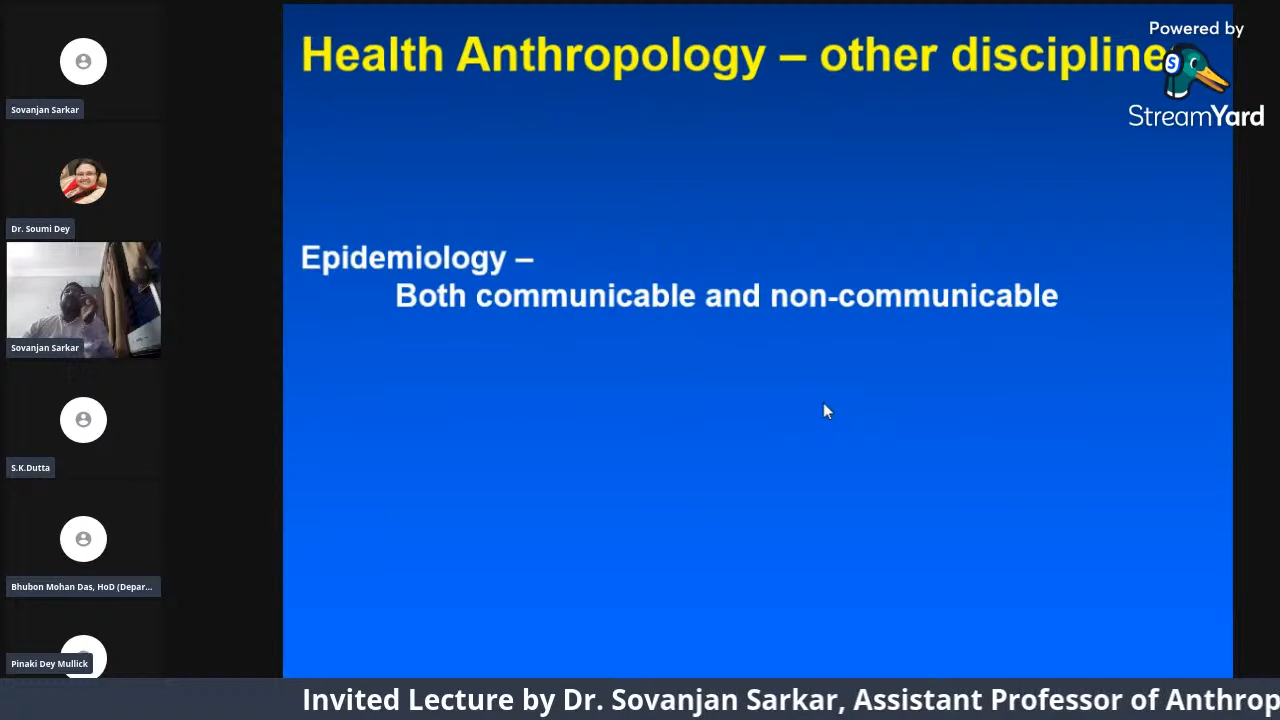 Health Anthropology – other discipline
Powered by
StreamYard
Epidemiology –
Both communicable and non-communicable
Sovanjan Sarkar
Dr. Soumi Dey
Sovanjan Sarkar
S.K.Dutta
Bhubon Mohan Das, HoD (Depar...
Pinaki Dey Mullick
Invited Lecture by Dr. Sovanjan Sarkar, Assistant Professor of Anthrop